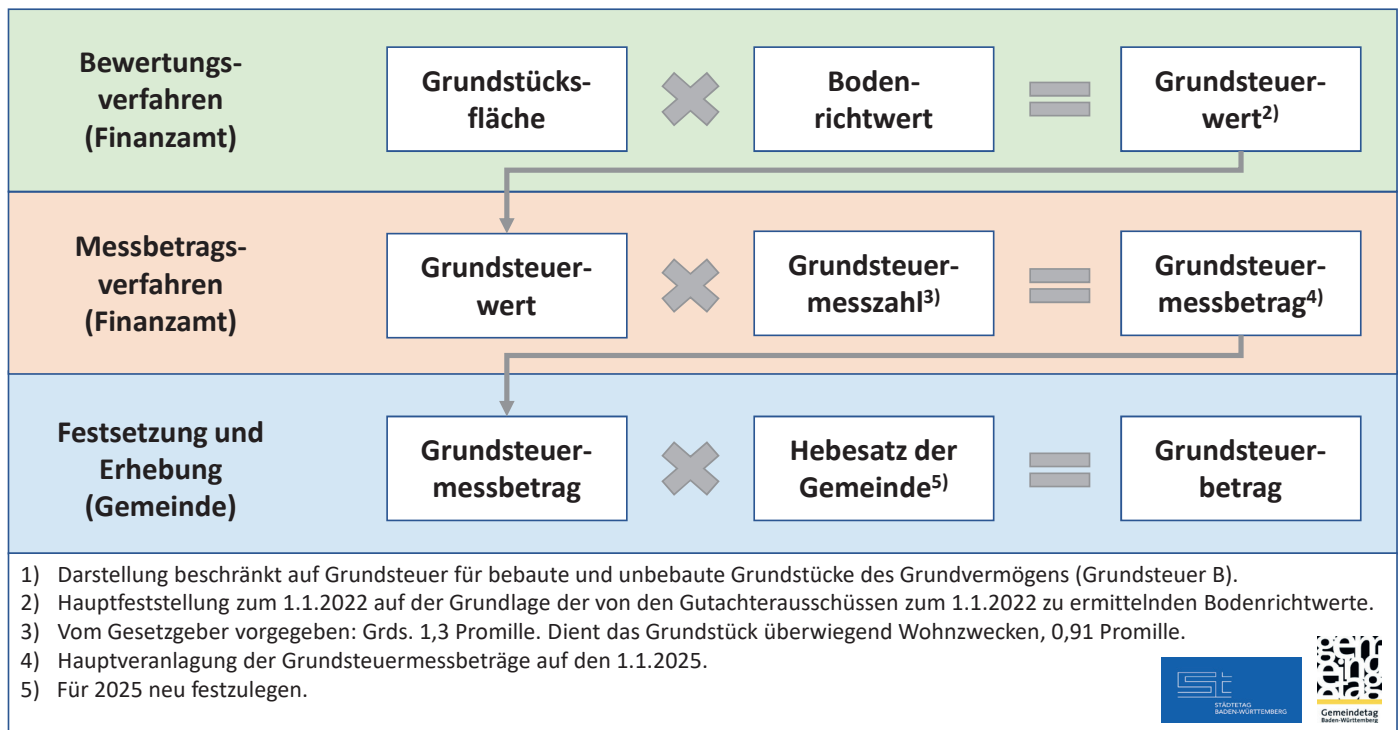 Bewertungs-
verfahren
(Finanzamt)
Grundstücks-
fläche
Boden-
richtwert
Grundsteuer-
wert2)
Messbetrags-
verfahren
(Finanzamt)
Grundsteuer-
wert
Grundsteuer-
messzahl3)
Grundsteuer-
messbetrag4)
Festsetzung und
Erhebung
(Gemeinde)
Grundsteuer-
messbetrag
Hebesatz der
Gemeinde5)
Grundsteuer-
betrag
1) Darstellung beschränkt auf Grundsteuer für bebaute und unbebaute Grundstücke des Grundvermögens (Grundsteuer B).
2) Hauptfeststellung zum 1.1.2022 auf der Grundlage der von den Gutachterausschüssen zum 1.1.2022 zu ermittelnden Bodenrichtwerte.
3) Vom Gesetzgeber vorgegeben: Grds. 1,3 Promille. Dient das Grundstück überwiegend Wohnzwecken, 0,91 Promille.
4) Hauptveranlagung der Grundsteuermessbeträge auf den 1.1.2025.
5) Für 2025 neu festzulegen.
St
STÄDTETAG
BADEN-WÜRTTEMBERG
gem
eind
etag
Gemeindetag
Baden-Württemberg